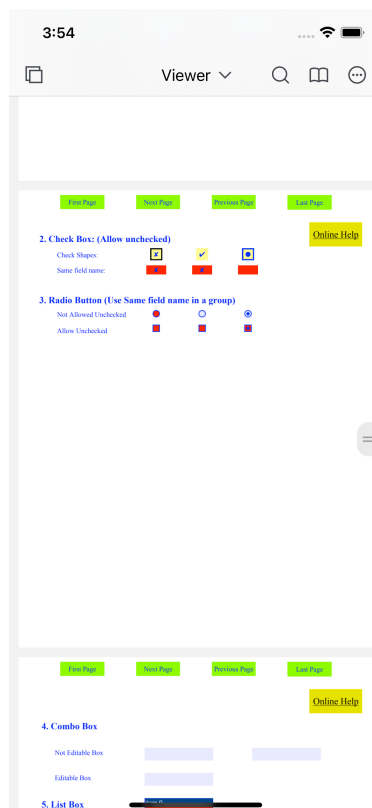 3:54
Viewer
First Page Next Page Previous Page Last Page
Online Help
2. Check Box: (Allow unchecked)
Check Shapes:
Same field name:
3. Radio Button (Use Same field name in a group)
Not Allowed Unchecked
Allow Unchecked
First Page Next Page Previous Page Last Page
Online Help
4. Combo Box
Not Editable Box
Editable Box
5. List Box